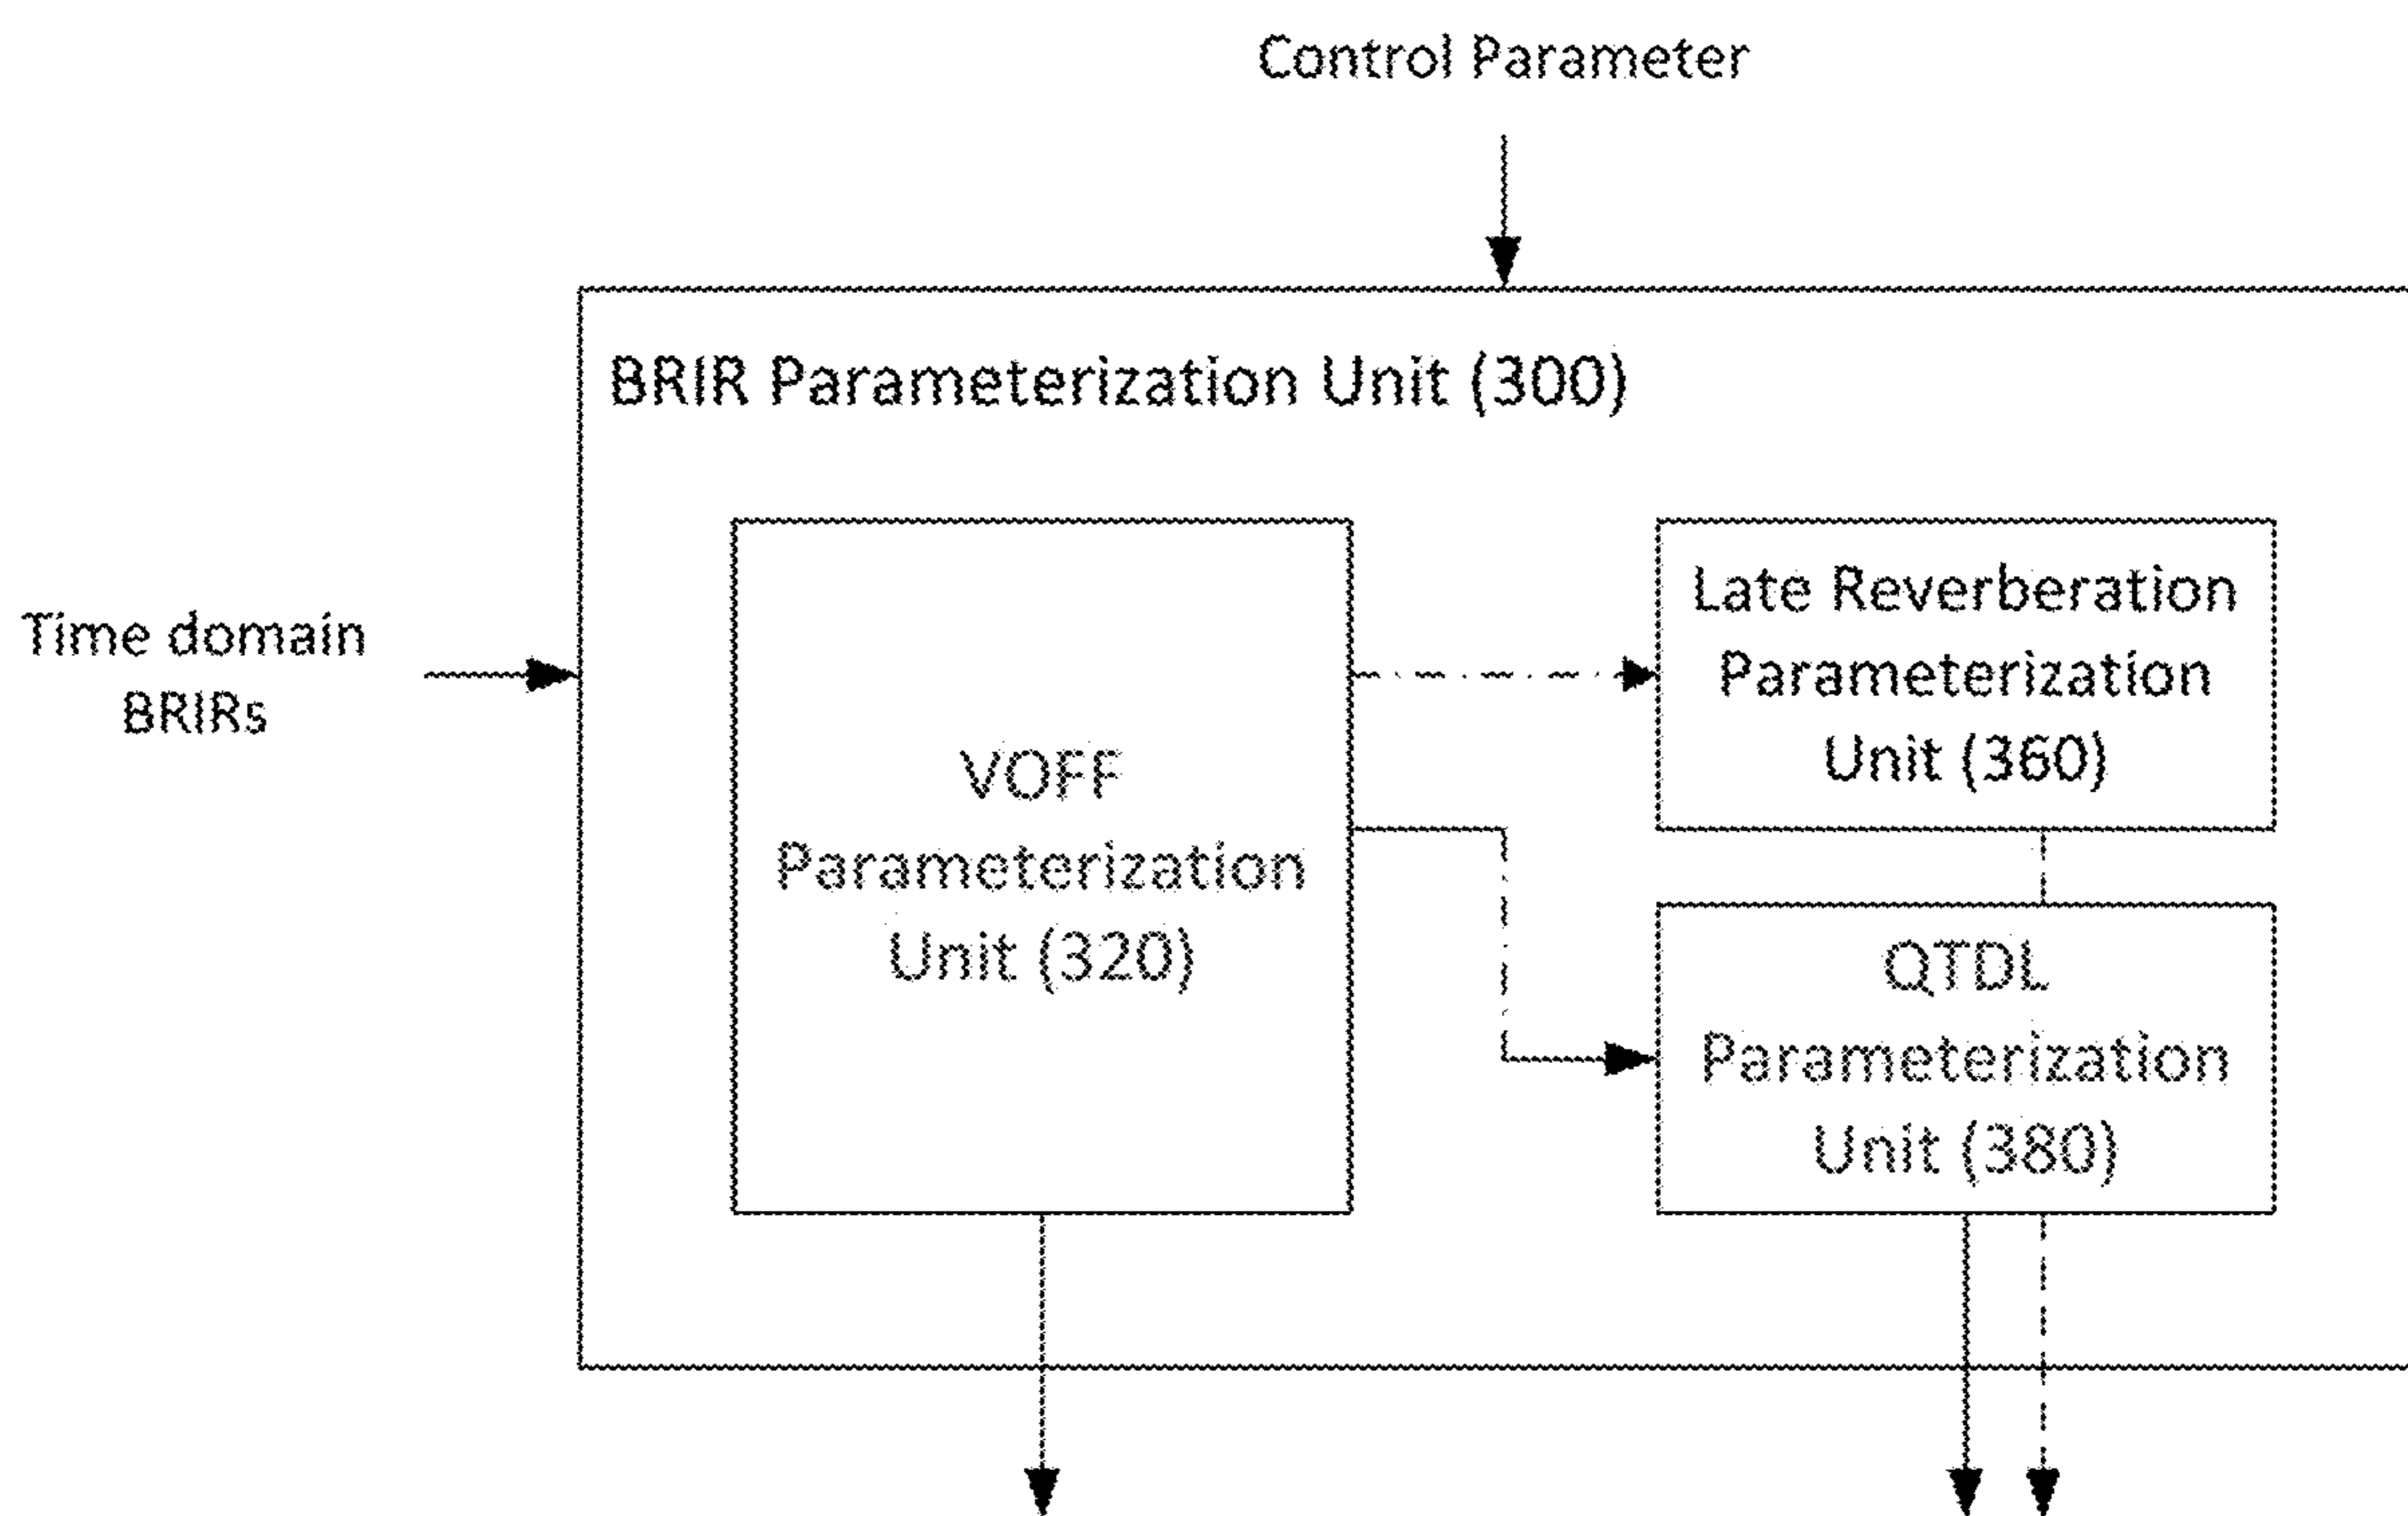 Control Parameter
BRIR Parameterization Unit (300)
Time domain
BRIRs
VOFF
Parameterization
Unit (320)
Late Reverberation
Parameterization
Unit (360)
QTDL
Parameterization
Unit (380)